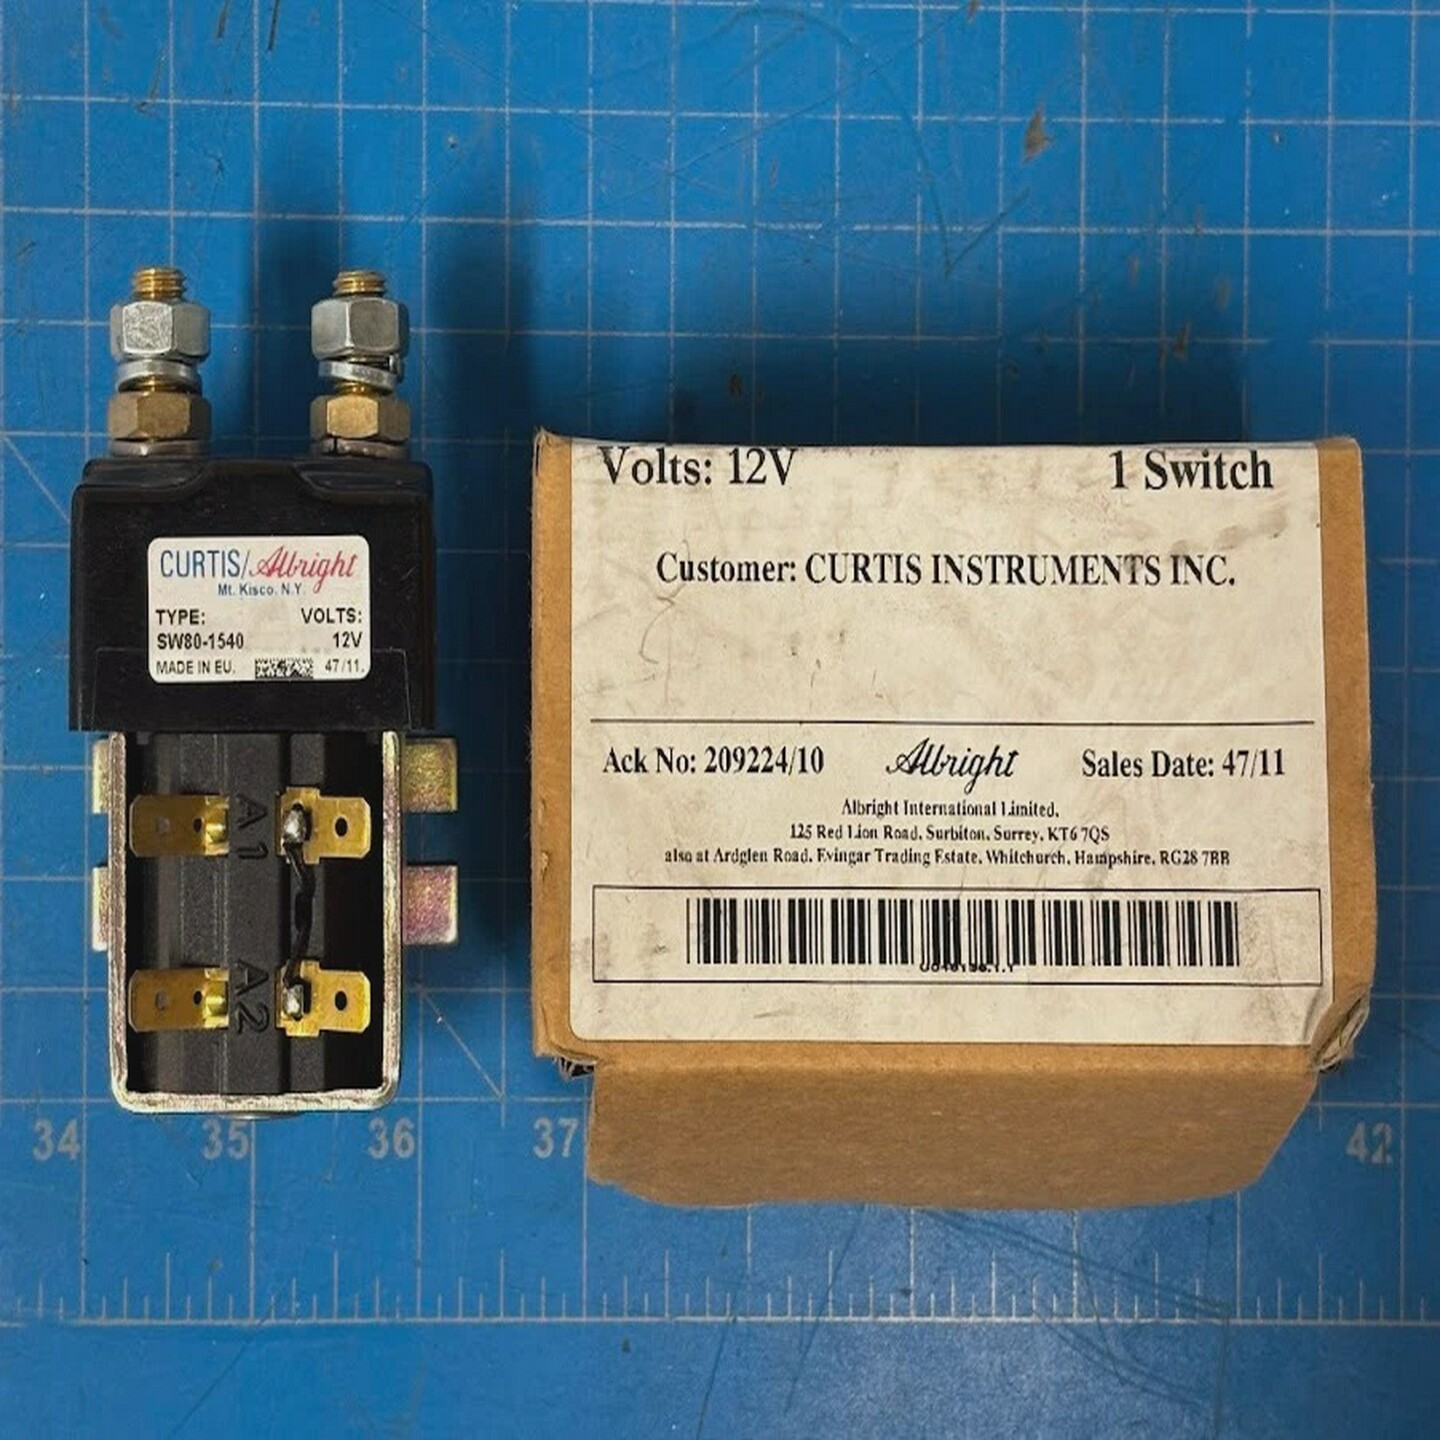 CURTIS/Albright
Mt. Kisco. N.Y.
TYPE: VOLTS:
SW80-1540 12V
MADE IN EU. 47/11.
A1
A2
Volts: 12V 1 Switch
Customer: CURTIS INSTRUMENTS INC.
Ack No: 209224/10 Albright Sales Date: 47/11
Albright International Limited,
125 Red Lion Road, Surbiton, Surrey, KT6 7QS
also at Ardglen Road, Evingar Trading Estate, Whitchurch, Hampshire, RG28 7BB
34 35 36 37 42